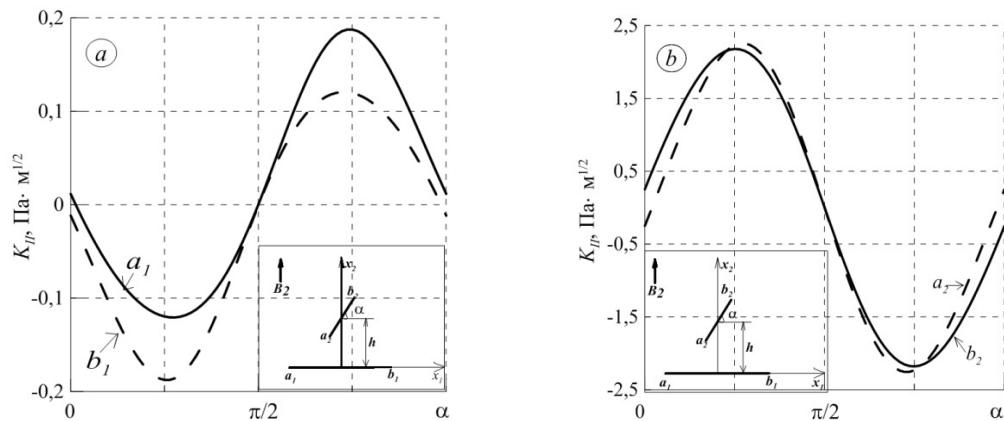 0,2
0,1
0
-0,1
-0,2
K_II, Па· м^1/2
a
a_1
b_1
B_2
x_2
b_2
α
a_2
h
a_1
b_1
x_1
0
π/2
α
2,5
1,5
0,5
-0,5
-1,5
-2,5
K_II, Па· м^1/2
b
a_2
b_2
B_2
x_2
b_2
α
a_2
h
a_1
b_1
x_1
0
π/2
α